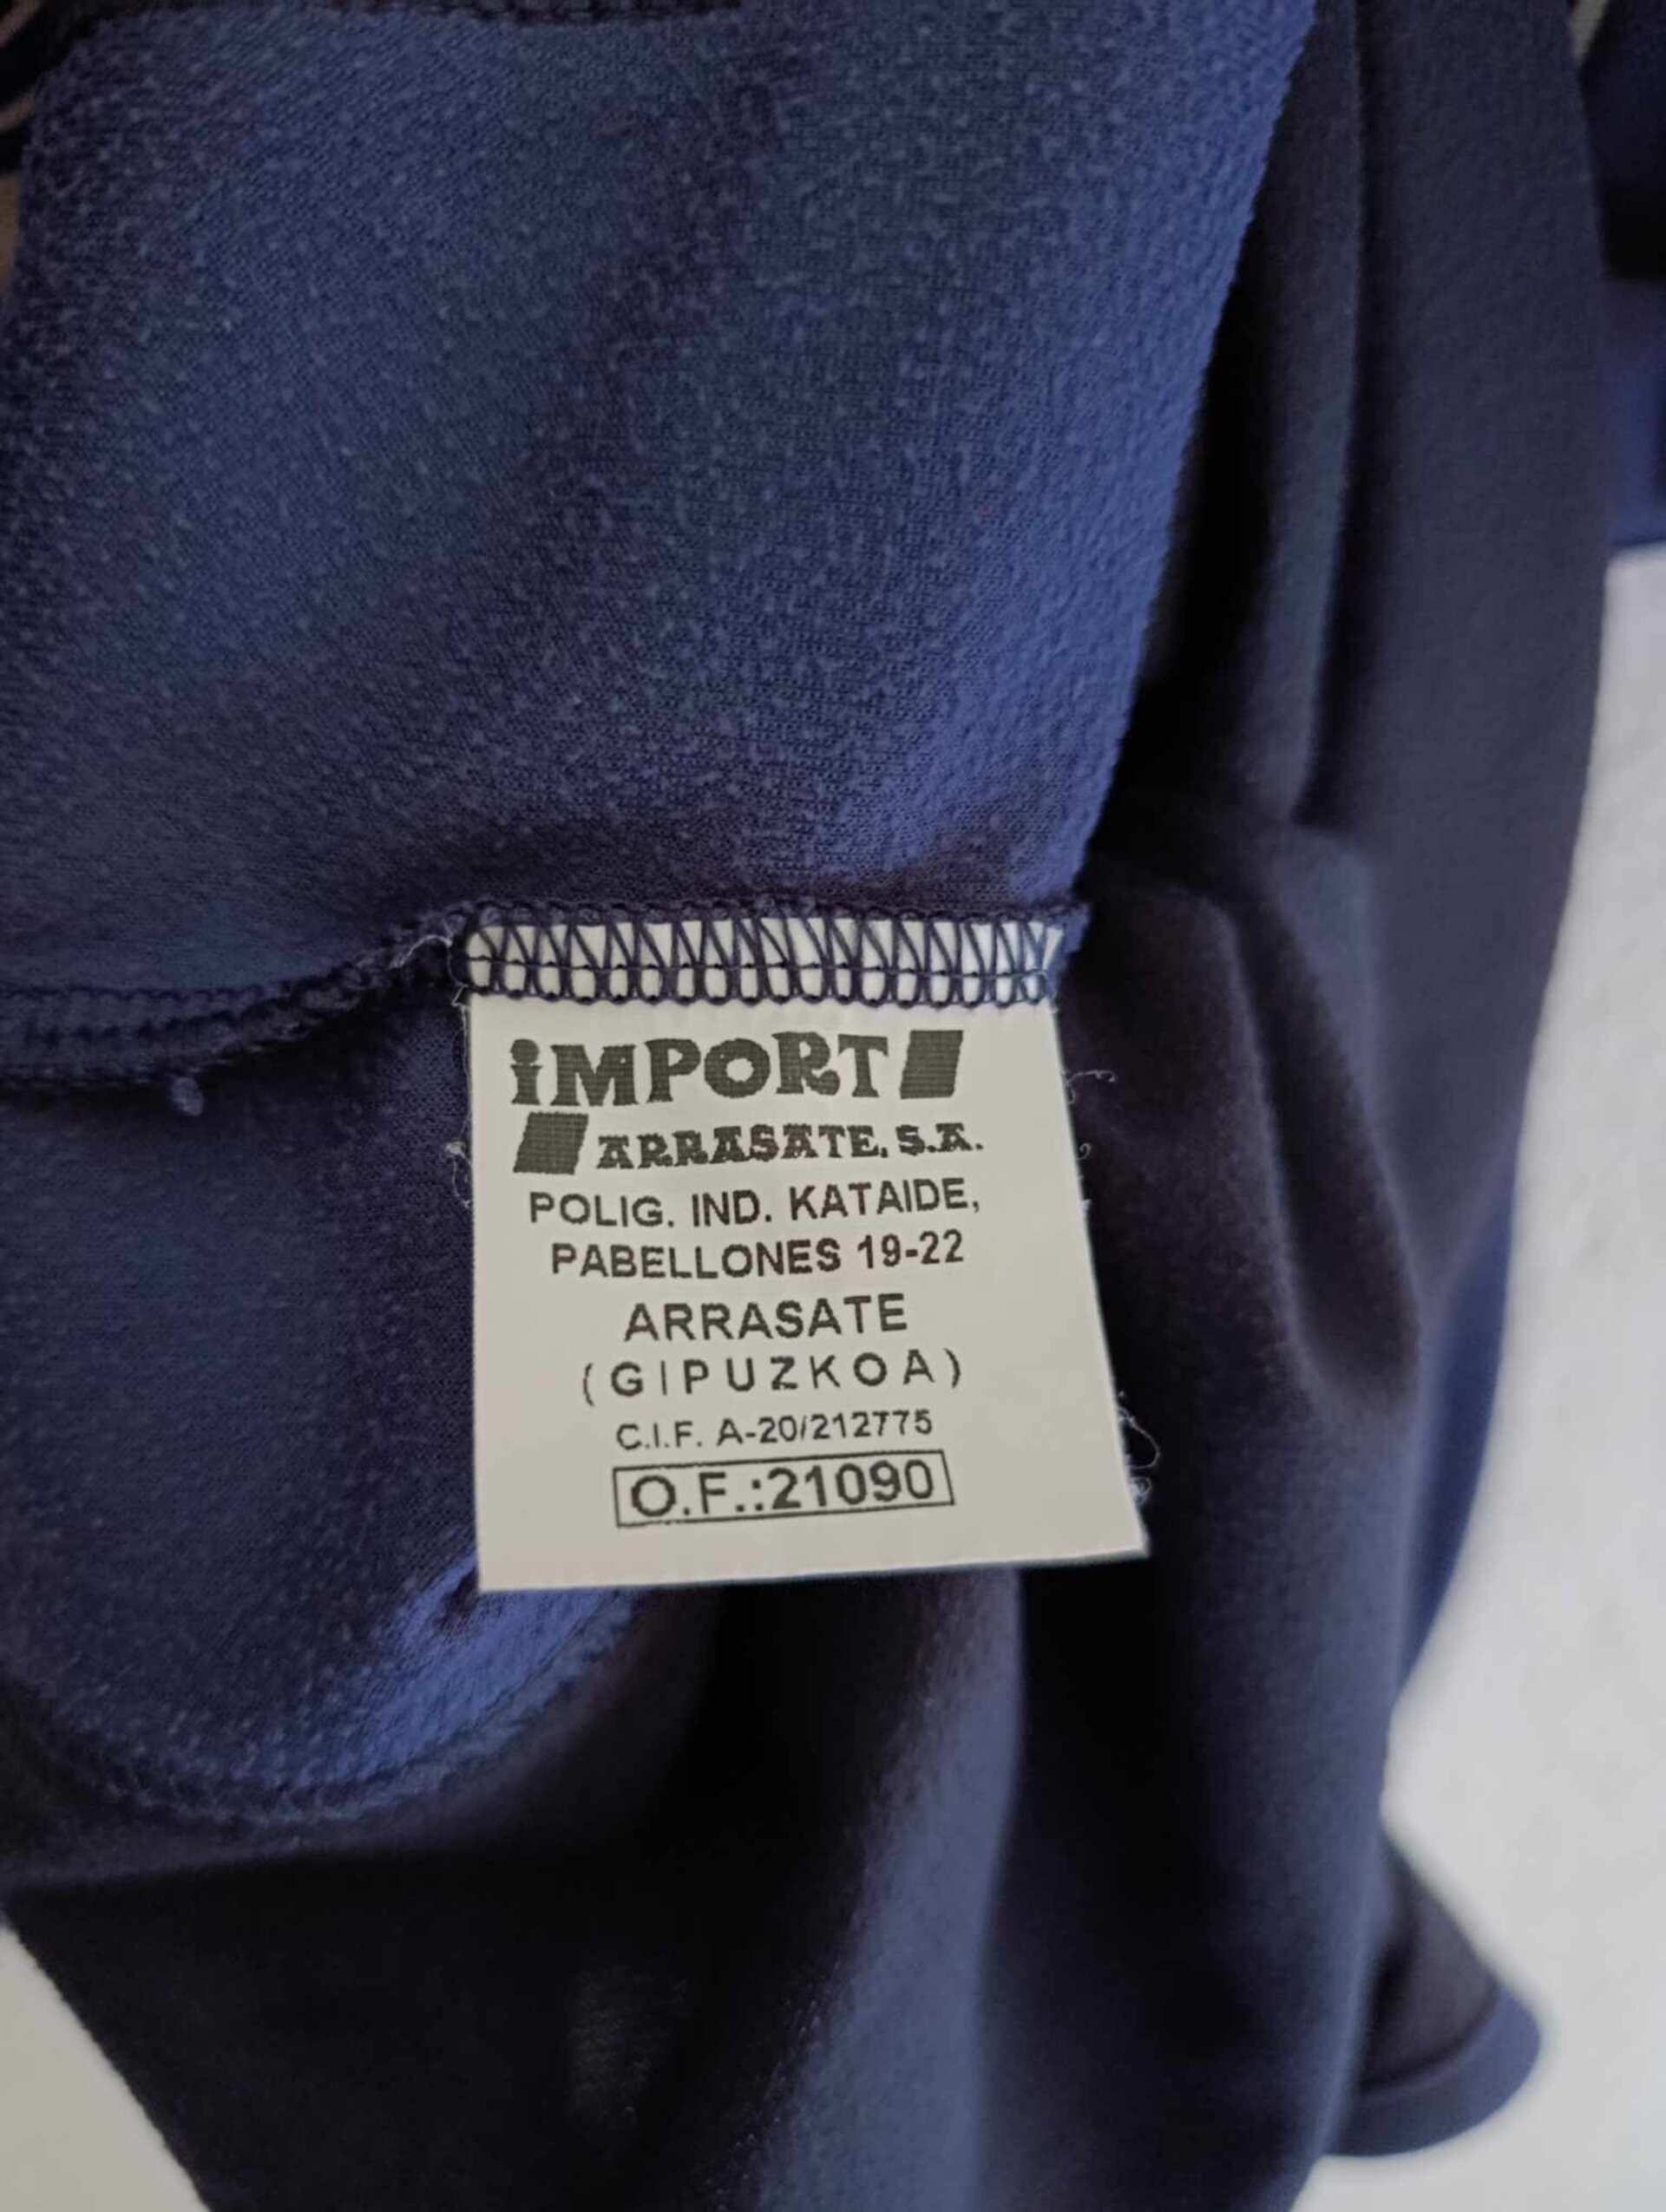 iMPORT
ARRASATE, S.A.
POLIG. IND. KATAIDE,
PABELLONES 19-22
ARRASATE
(GIPUZKOA)
C.I.F. A-20/212775
O.F.:21090